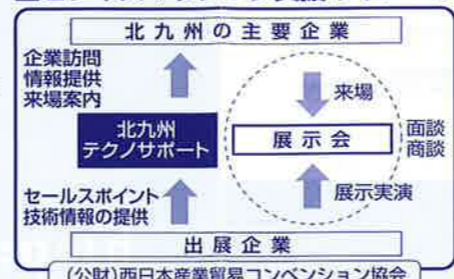 北九州の主要企業
企業訪問
情報提供
来場案内
来場
北九州
テクノサポート
展示会
面談
商談
セールスポイント
技術情報の提供
展示実演
出展企業
(公財)西日本産業貿易コンベンション協会